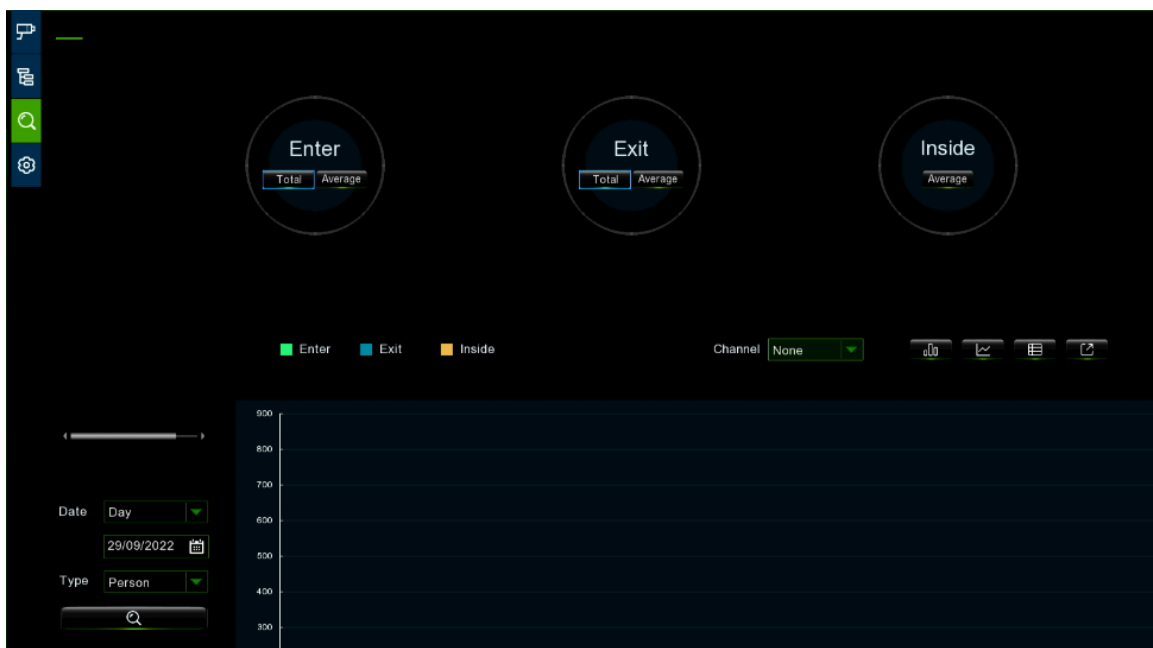 Enter
Total Average
Exit
Total Average
Inside
Average
Enter Exit Inside
Channel None
900
800
700
600
500
400
300
Date Day
29/09/2022
Type Person